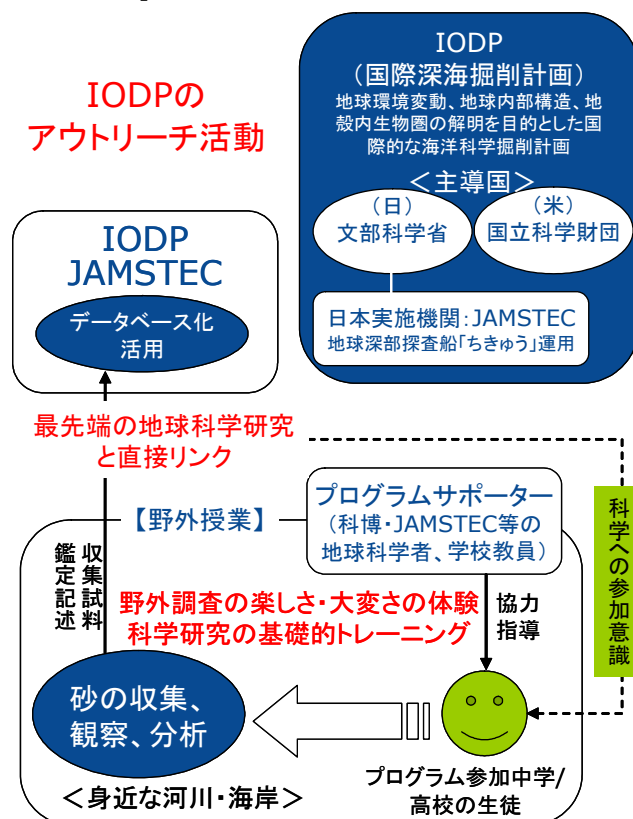 IODPの
アウトリーチ活動
IODP
（国際深海掘削計画）
地球環境変動、地球内部構造、地
殻内生物圏の解明を目的とした国
際的な海洋科学掘削計画
＜主導国＞
（日）
文部科学省
（米）
国立科学財団
日本実施機関：JAMSTEC
地球深部探査船「ちきゅう」運用
IODP
JAMSTEC
データベース化
活用
最先端の地球科学研究
と直接リンク
【野外授業】
プログラムサポーター
（科博・JAMSTEC等の
地球科学者、学校教員）
科学への参加意識
収集試料
鑑定記述
野外調査の楽しさ・大変さの体験
科学研究の基礎的トレーニング
協力
指導
砂の収集、
観察、分析
＜身近な河川・海岸＞
プログラム参加中学/
高校の生徒